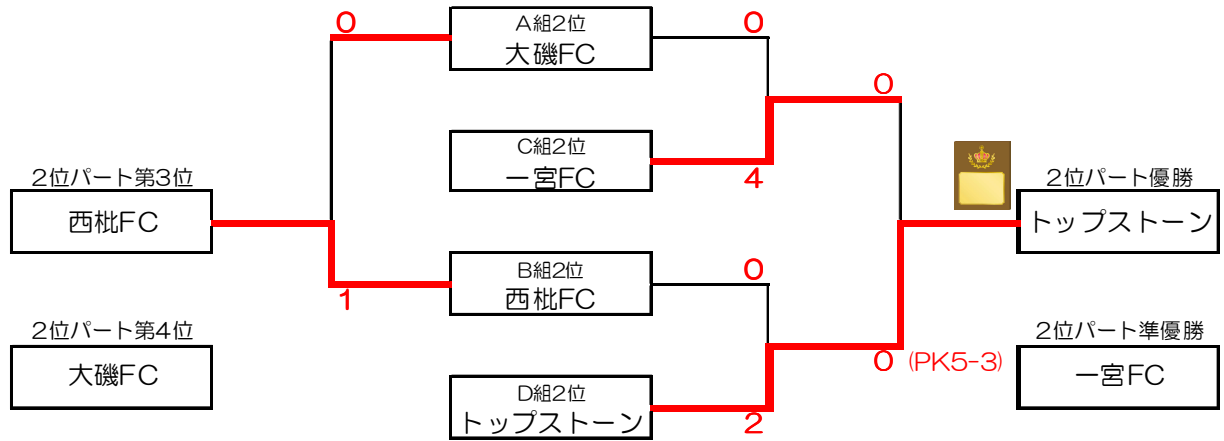 0
A組2位
大磯FC
0
0
C組2位
一宮FC
4
2位パート第3位
西枇FC
2位パート優勝
トップストーン
1
B組2位
西枇FC
0
2位パート第4位
大磯FC
0 (PK5-3)
2位パート準優勝
一宮FC
D組2位
トップストーン
2